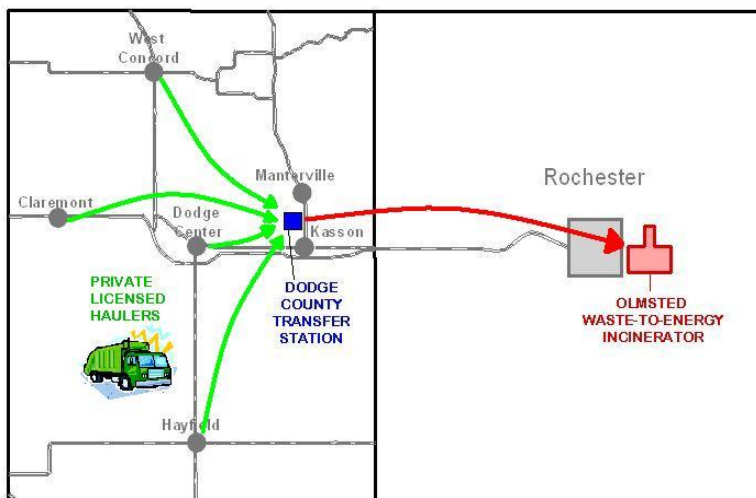 West
Concord
Manterville
Rochester
Claremont
Dodge
Center
Kasson
PRIVATE
LICENSED
HAULERS
DODGE
COUNTY
TRANSFER
STATION
OLMSTED
WASTE-TO-ENERGY
INCINERATOR
Hayfield